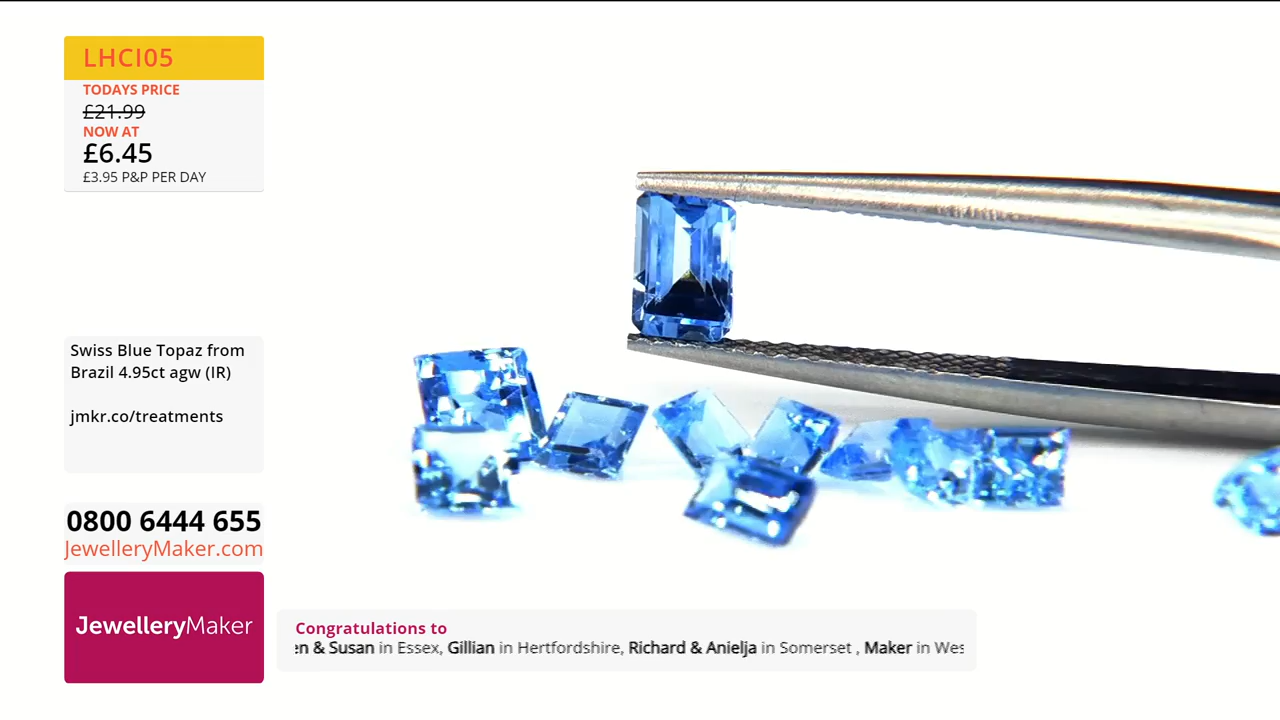 LHCI05
TODAYS PRICE
£21.99
NOW AT
£6.45
£3.95 P&P PER DAY
Swiss Blue Topaz from
Brazil 4.95ct agw (IR)
jmkr.co/treatments
0800 6444 655
JewelleryMaker.com
JewelleryMaker
Congratulations to
en & Susan in Essex, Gillian in Hertfordshire, Richard & Anielja in Somerset , Maker in Wes